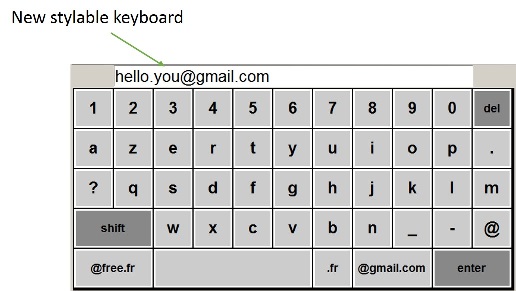 New stylable keyboard
hello.you@gmail.com
1 2 3 4 5 6 7 8 9 0 del
a z e r t y u i o p .
? q s d f g h j k l m
shift w x c v b n _ - @
@free.fr .fr @gmail.com enter